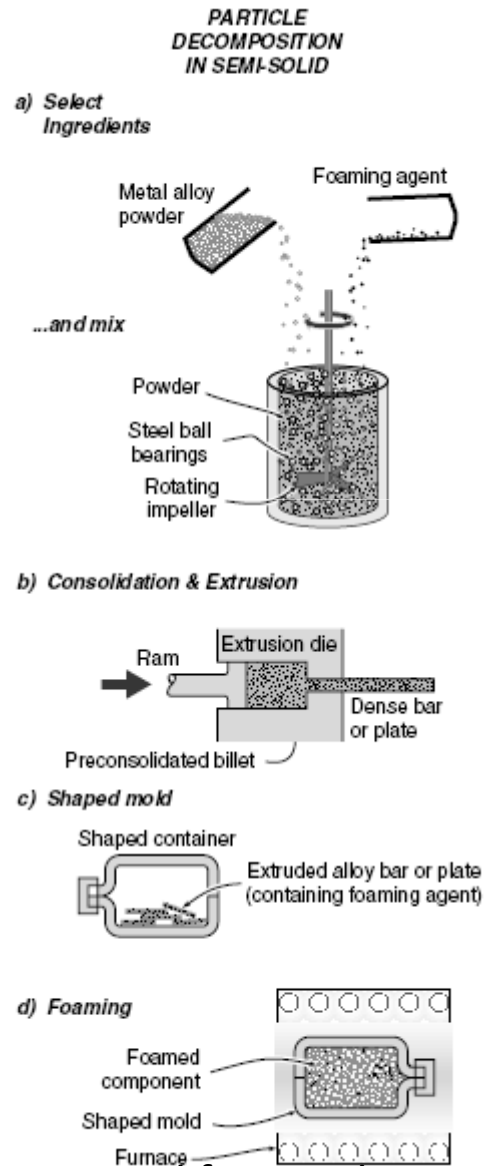 PARTICLE
DECOMPOSITION
IN SEMI-SOLID
a) Select
Ingredients
Foaming agent
Metal alloy
powder
...and mix
Powder
Steel ball
bearings
Rotating
impeller
b) Consolidation & Extrusion
Extrusion die
Ram
Dense bar
or plate
Preconsolidated billet
c) Shaped mold
Shaped container
Extruded alloy bar or plate
(containing foaming agent)
d) Foaming
Foamed
component
Shaped mold
Furnace